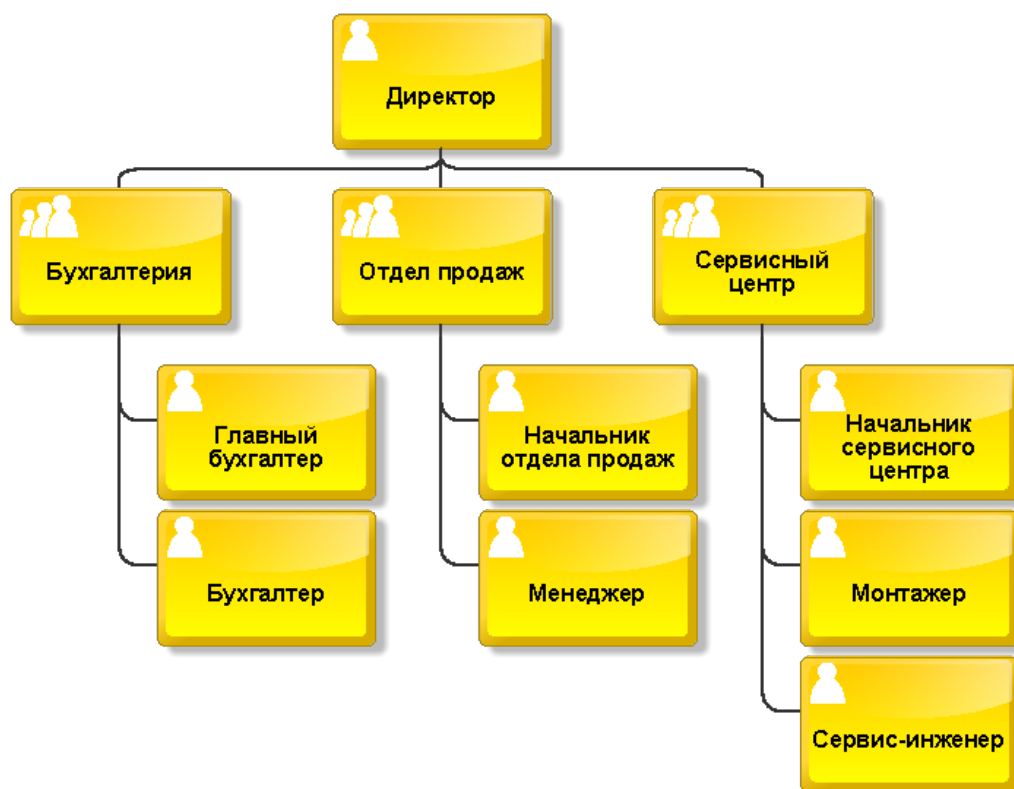 Директор
Бухгалтерия
Отдел продаж
Сервисный
центр
Главный
бухгалтер
Начальник
отдела продаж
Начальник
сервисного
центра
Бухгалтер
Менеджер
Монтажер
Сервис-инженер